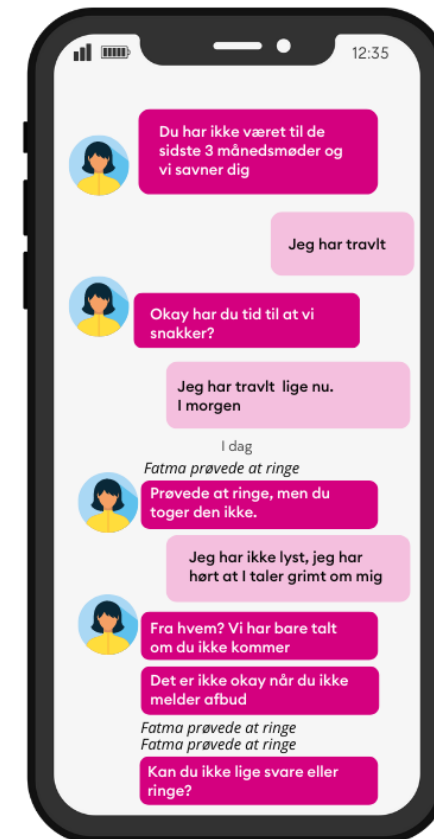 12:35
Du har ikke været til de
sidste 3 månedsmøder og
vi savner dig
Jeg har travlt
Okay har du tid til at vi
snakker?
Jeg har travlt lige nu.
I morgen
I dag
Fatma prøvede at ringe
Prøvede at ringe, men du
toger den ikke.
Jeg har ikke lyst, jeg har
hørt at I taler grimt om mig
Fra hvem? Vi har bare talt
om du ikke kommer
Det er ikke okay når du ikke
melder afbud
Fatma prøvede at ringe
Fatma prøvede at ringe
Kan du ikke lige svare eller
ringe?